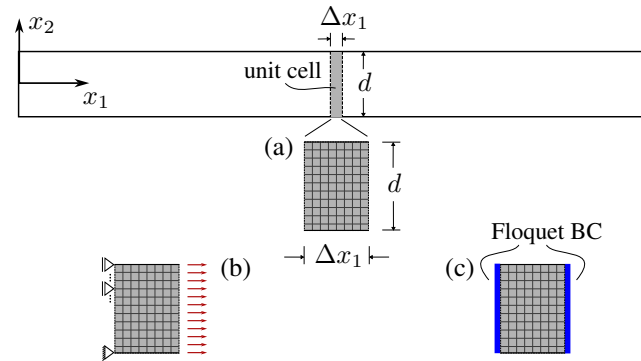 x₂
Δx₁
unit cell
d
x₁
(a)
d
Δx₁
(b)
Floquet BC
(c)